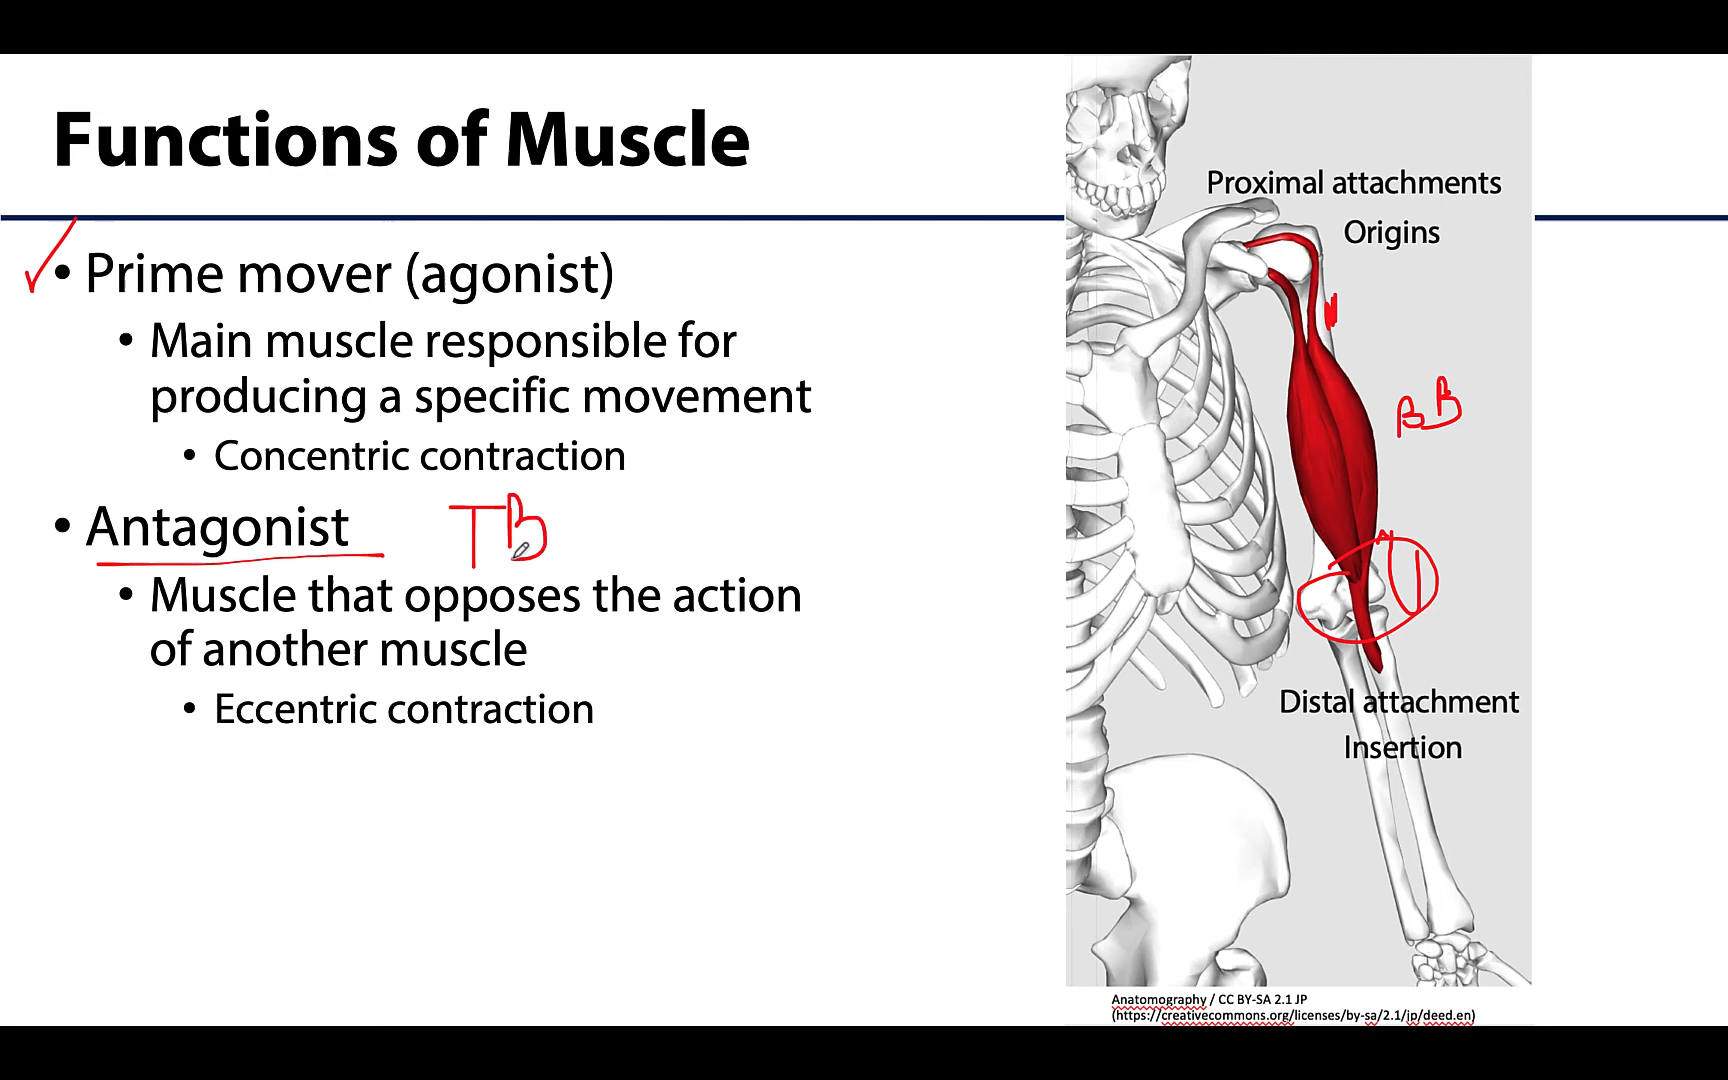 Functions of Muscle
• Prime mover (agonist)
• Main muscle responsible for
producing a specific movement
• Concentric contraction
• Antagonist TB
• Muscle that opposes the action
of another muscle
• Eccentric contraction
Proximal attachments
Origins
BB
Distal attachment
Insertion
Anatomography / CC BY-SA 2.1 JP
(https://creativecommons.org/licenses/by-sa/2.1/jp/deed.en)